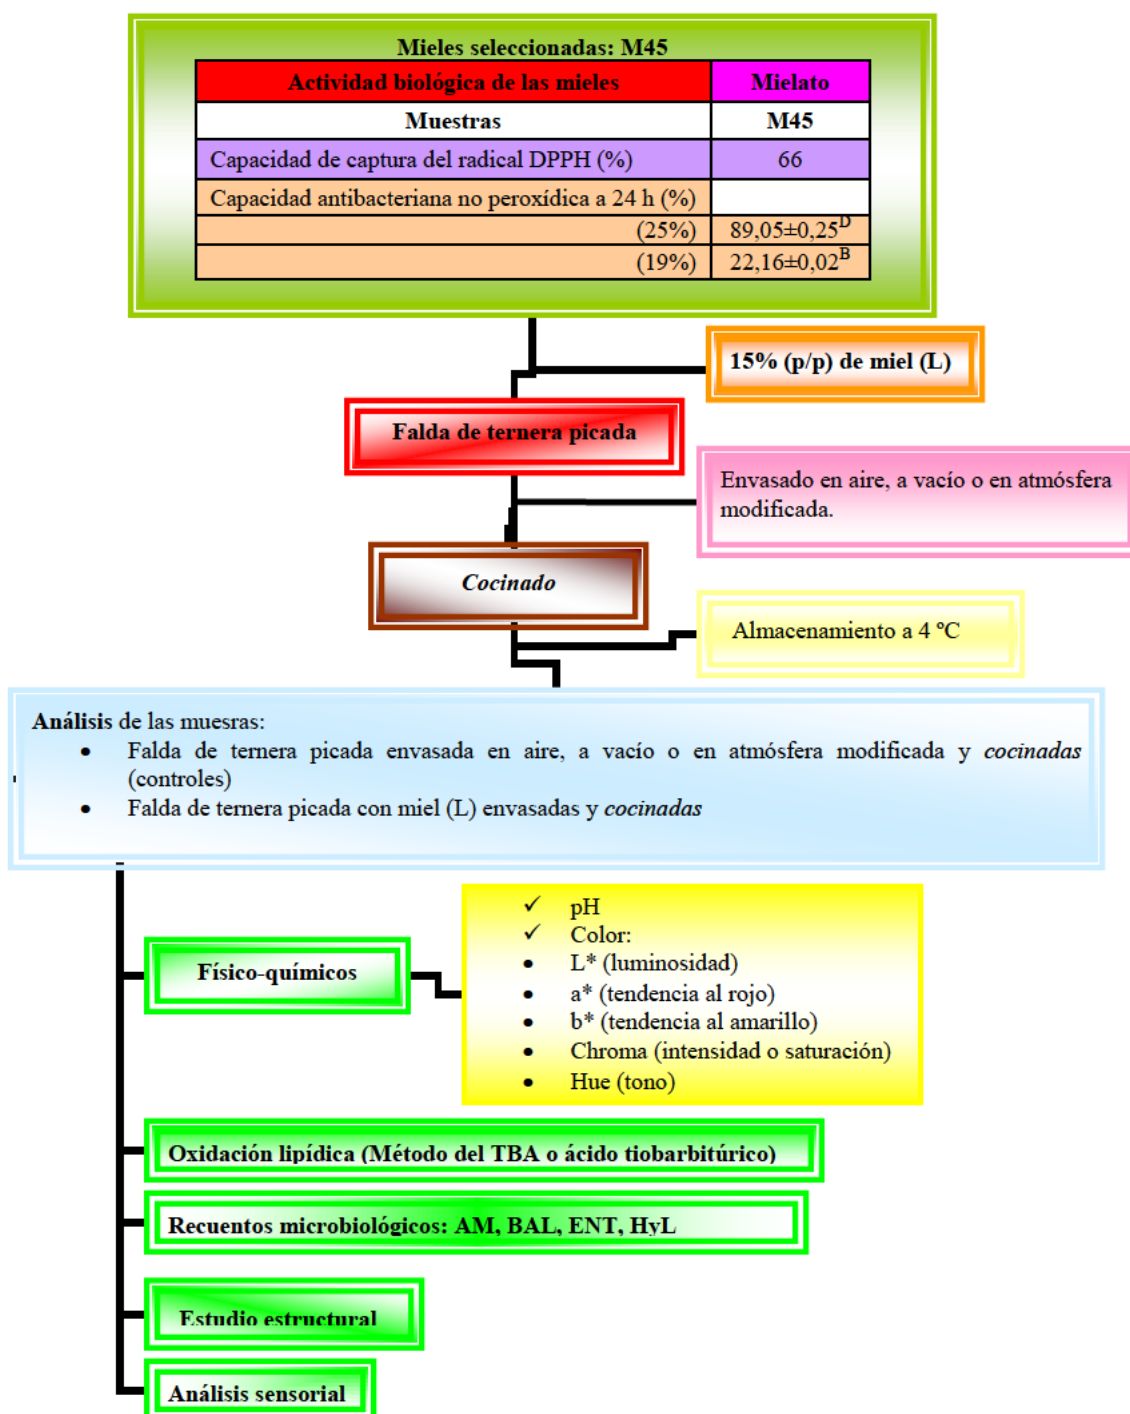 Mieles seleccionadas: M45
Actividad biológica de las mieles Mielato
Muestras M45
Capacidad de captura del radical DPPH (%) 66
Capacidad antibacteriana no peroxídica a 24 h (%)
(25%) 89,05±0,25D
(19%) 22,16±0,02B
15% (p/p) de miel (L)
Falda de ternera picada
Envasado en aire, a vacío o en atmósfera
modificada.
Cocinado
Almacenamiento a 4 ºC
Análisis de las muesras:
• Falda de ternera picada envasada en aire, a vacío o en atmósfera modificada y cocinadas
(controles)
• Falda de ternera picada con miel (L) envasadas y cocinadas
✓ pH
✓ Color:
• L* (luminosidad)
• a* (tendencia al rojo)
• b* (tendencia al amarillo)
• Chroma (intensidad o saturación)
• Hue (tono)
Físico-químicos
Oxidación lipídica (Método del TBA o ácido tiobarbitúrico)
Recuentos microbiológicos: AM, BAL, ENT, HyL
Estudio estructural
Análisis sensorial